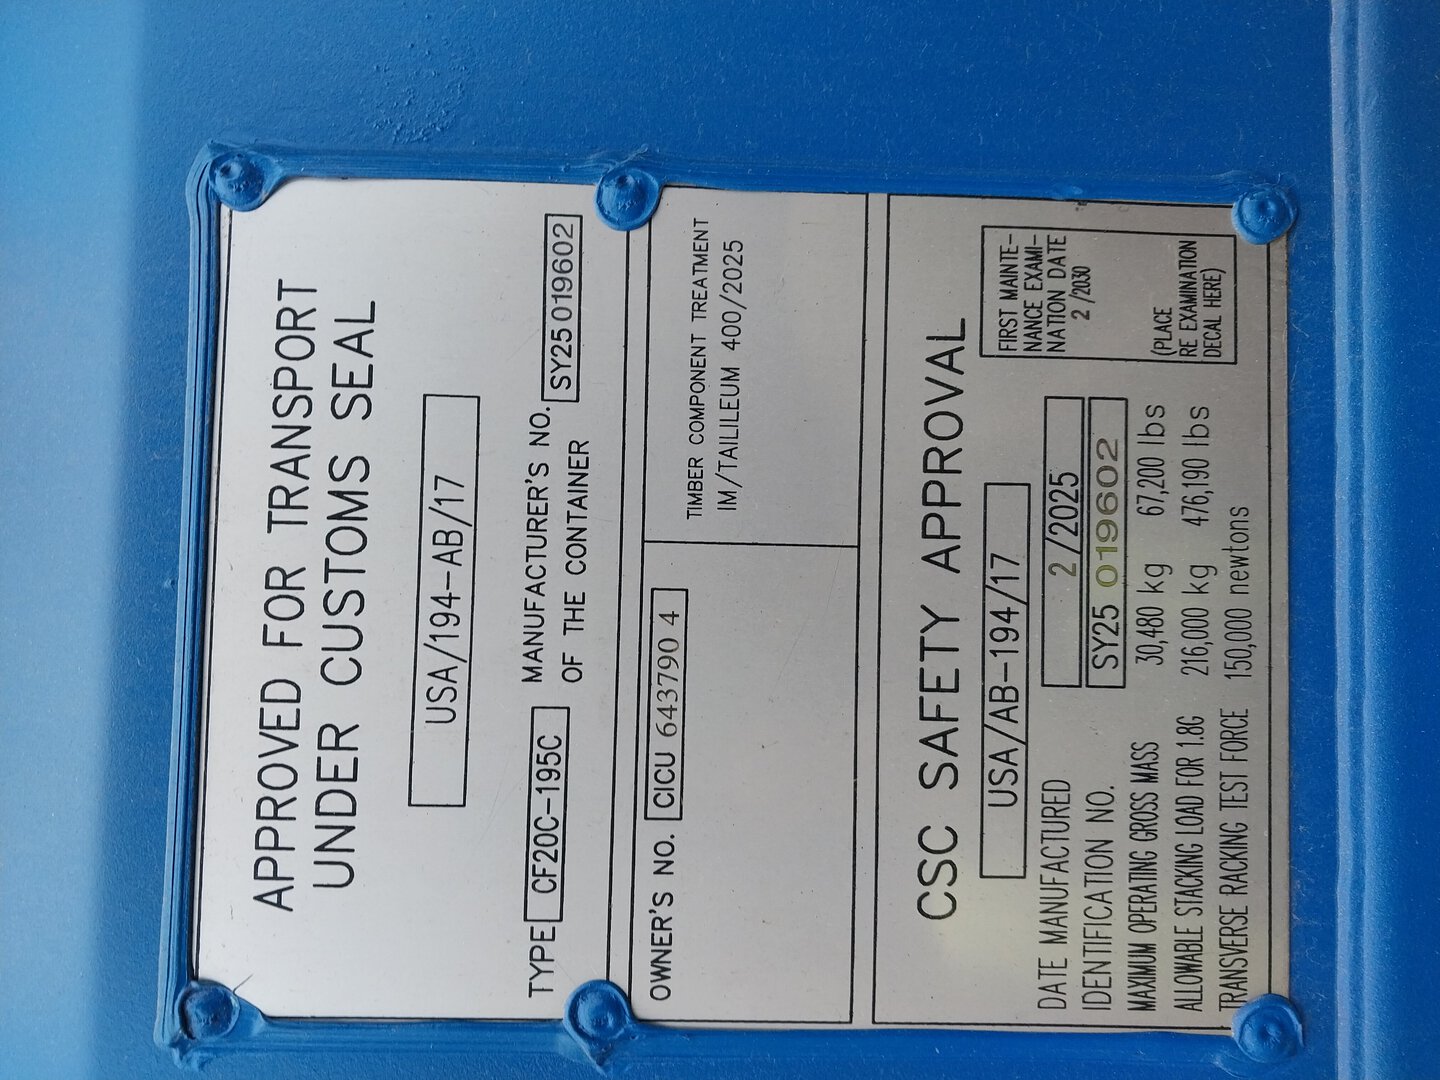 APPROVED FOR TRANSPORT
UNDER CUSTOMS SEAL
USA/194-AB/17
TYPE CF20C-195C MANUFACTURER'S NO. SY25 019602
OF THE CONTAINER
OWNER'S NO. CICU 643790 4
TIMBER COMPONENT TREATMENT
IM/TAILILEUM 400/2025
CSC SAFETY APPROVAL
USA/AB-194/17
DATE MANUFACTURED 2 /2025
IDENTIFICATION NO. SY25 019602
MAXIMUM OPERATING GROSS MASS 30,480 kg 67,200 lbs
ALLOWABLE STACKING LOAD FOR 1.8G 216,000 kg 476,190 lbs
TRANSVERSE RACKING TEST FORCE 150,000 newtons
FIRST MAINTE-
NANCE EXAMI-
NATION DATE
2 /2030
(PLACE
RE EXAMINATION
DECAL HERE)